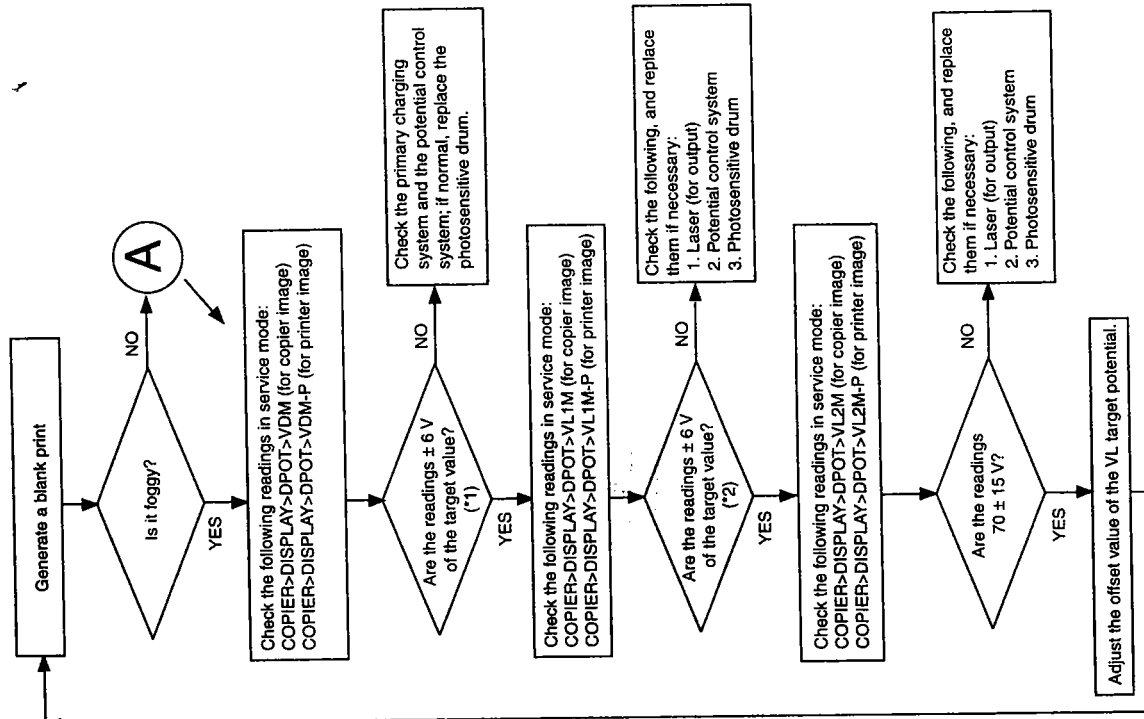 Generate a blank print
Is it foggy?
NO
A
YES
Check the following readings in service mode:
COPIER>DISPLAY>DPOT>VDM (for copier image)
COPIER>DISPLAY>DPOT>VDM-P (for printer image)
Are the readings ± 6 V
of the target value?
(*1)
NO
Check the primary charging
system and the potential control
system; if normal, replace the
photosensitive drum.
YES
Check the following readings in service mode:
COPIER>DISPLAY>DPOT>VL1M (for copier image)
COPIER>DISPLAY>DPOT>VL1M-P (for printer image)
Are the readings ± 6 V
of the target value?
(*2)
NO
Check the following, and replace
them if necessary:
1. Laser (for output)
2. Potential control system
3. Photosensitive drum
YES
Check the following readings in service mode:
COPIER>DISPLAY>DPOT>VL2M (for copier image)
COPIER>DISPLAY>DPOT>VL2M-P (for printer image)
Are the readings
70 ± 15 V?
NO
Check the following, and replace
them if necessary:
1. Laser (for output)
2. Potential control system
3. Photosensitive drum
YES
Adjust the offset value of the VL target potential.